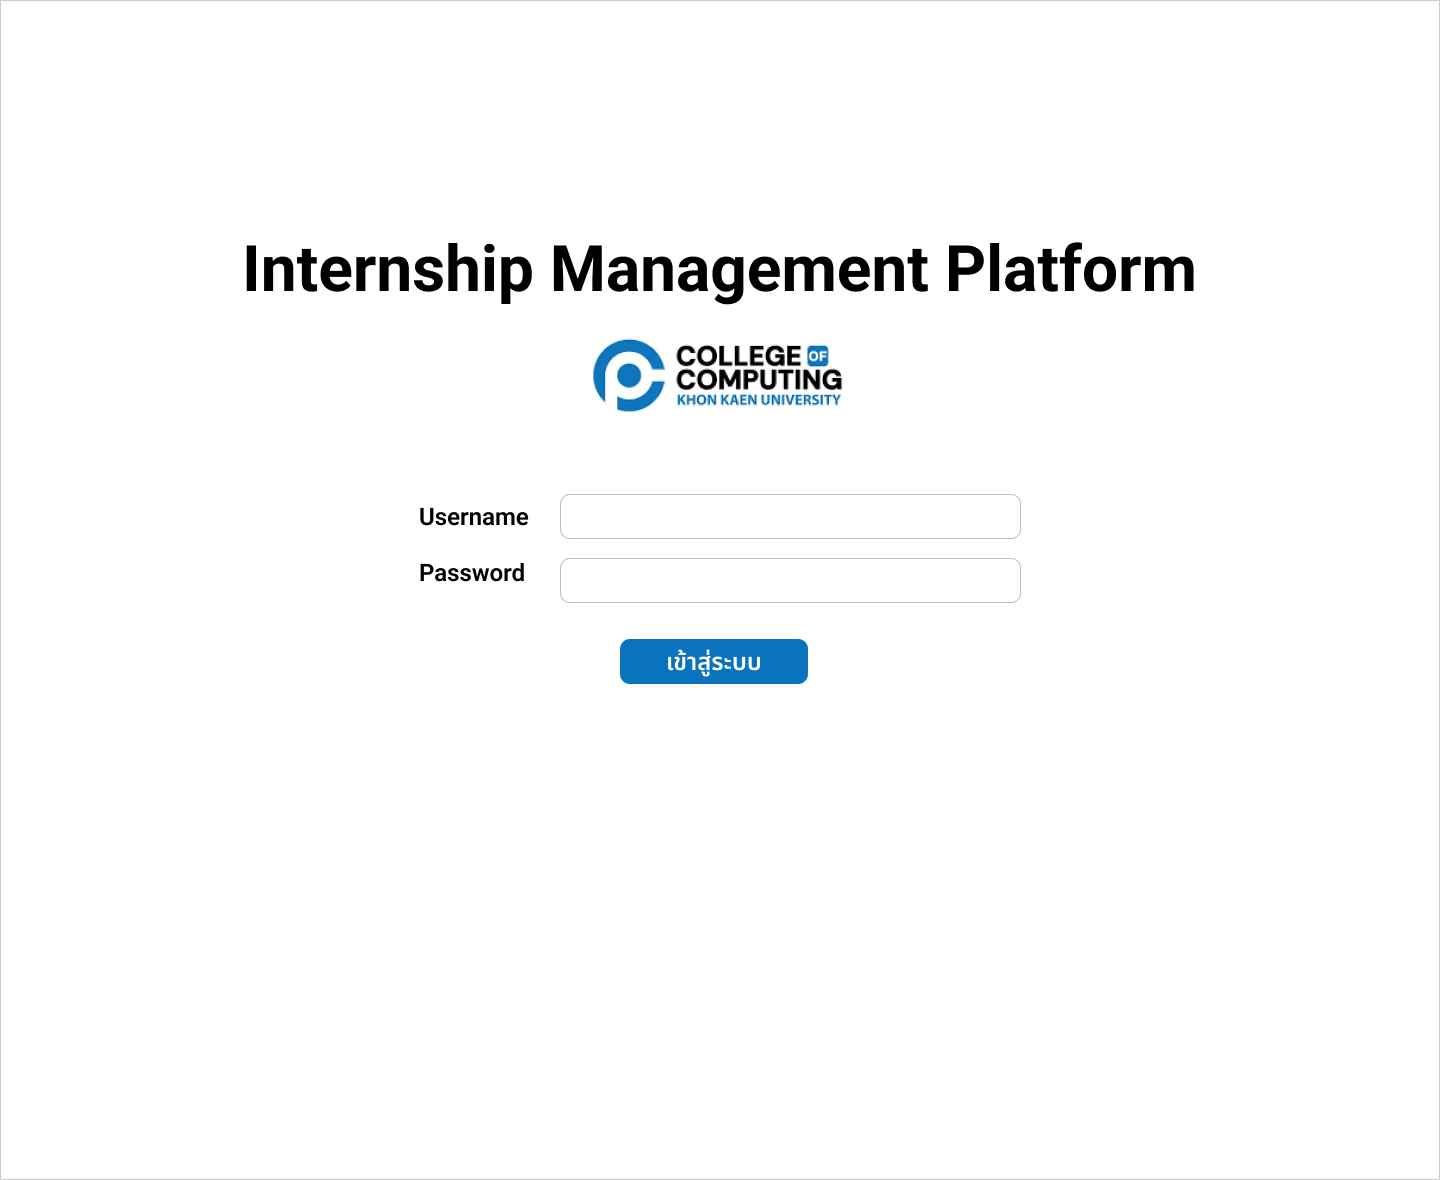 Internship Management Platform
COLLEGE OF
COMPUTING
KHON KAEN UNIVERSITY
Username
Password
เข้าสู่ระบบ